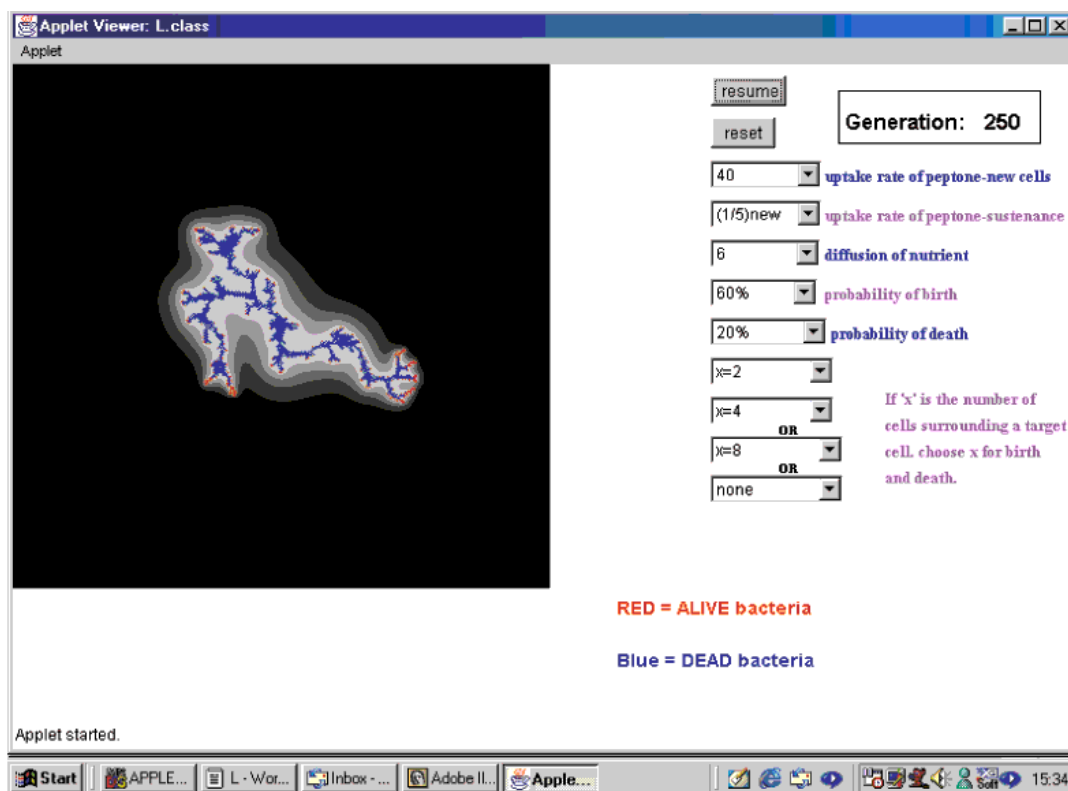 Applet Viewer: L.class
Applet
resume
reset
Generation: 250
40 uptake rate of peptone-new cells
(1/5)new uptake rate of peptone-sustenance
6 diffusion of nutrient
60% probability of birth
20% probability of death
x=2
x=4
OR
x=8
OR
none
If 'x' is the number of
cells surrounding a target
cell, choose x for birth
and death.
RED = ALIVE bacteria
Blue = DEAD bacteria
Applet started.
Start APPLE... L - Wor... Inbox - ... Adobe Il... Apple... 15:34